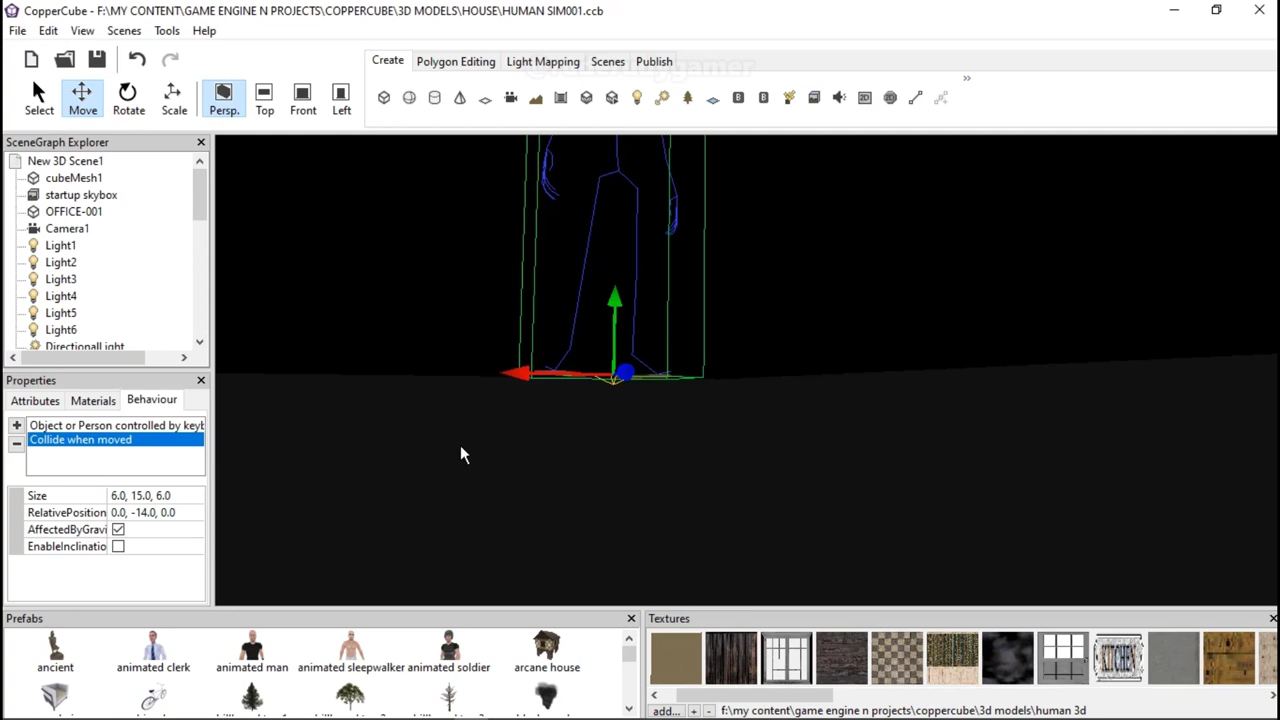 CopperCube - F:\MY CONTENT\GAME ENGINE N PROJECTS\COPPERCUBE\3D MODELS\HOUSE\HUMAN SIM001.ccb
File Edit View Scenes Tools Help
Create Polygon Editing Light Mapping Scenes Publish
Select Move Rotate Scale Persp. Top Front Left
SceneGraph Explorer
New 3D Scene1
cubeMesh1
startup skybox
OFFICE-001
Camera1
Light1
Light2
Light3
Light4
Light5
Light6
DirectionalLight
Properties
Attributes Materials Behaviour
Object or Person controlled by keyb
Collide when moved
Size 6.0, 15.0, 6.0
RelativePosition 0.0, -14.0, 0.0
AffectedByGravi
EnableInclinatio
Prefabs
ancient animated clerk animated man animated sleepwalker animated soldier arcane house
Textures
KITCHEN
add... + - f:\my content\game engine n projects\coppercube\3d models\human 3d